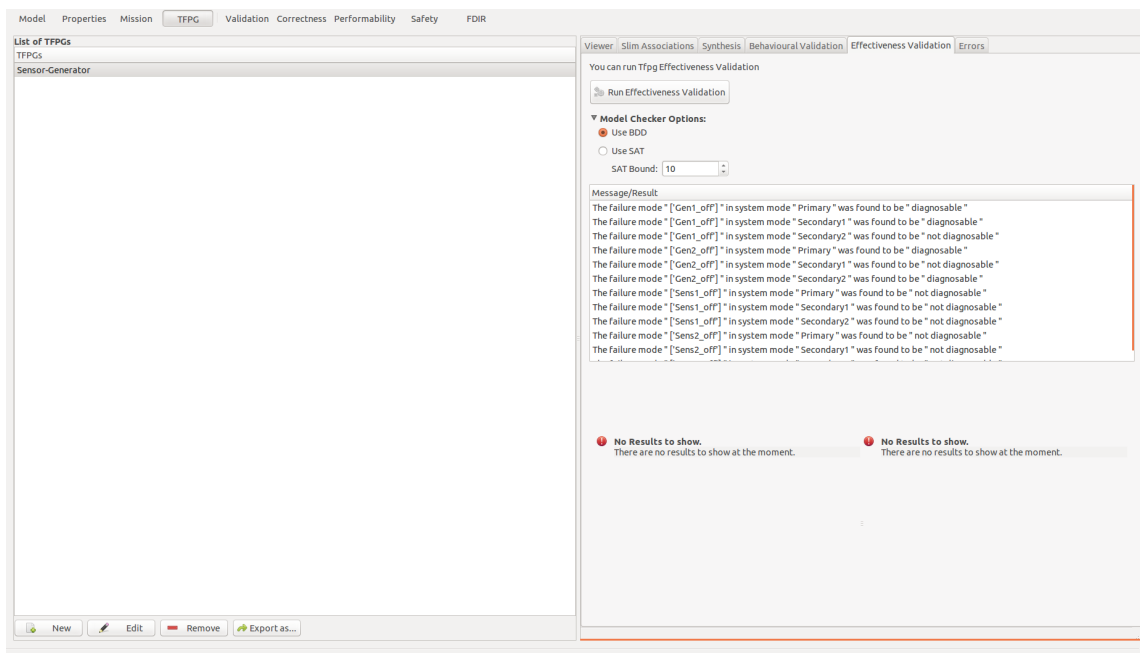 Model Properties Mission TFPG Validation Correctness Performability Safety FDIR
List of TFPGs
TFPGs
Sensor-Generator
New Edit Remove Export as...
Viewer Slim Associations Synthesis Behavioural Validation Effectiveness Validation Errors
You can run Tfpg Effectiveness Validation
Run Effectiveness Validation
Model Checker Options:
Use BDD
Use SAT
SAT Bound: 10
Message/Result
The failure mode " ['Gen1_off'] " in system mode " Primary " was found to be " diagnosable "
The failure mode " ['Gen1_off'] " in system mode " Secondary1 " was found to be " diagnosable "
The failure mode " ['Gen1_off'] " in system mode " Secondary2 " was found to be " not diagnosable "
The failure mode " ['Gen2_off'] " in system mode " Primary " was found to be " diagnosable "
The failure mode " ['Gen2_off'] " in system mode " Secondary1 " was found to be " not diagnosable "
The failure mode " ['Gen2_off'] " in system mode " Secondary2 " was found to be " diagnosable "
The failure mode " ['Sens1_off'] " in system mode " Primary " was found to be " not diagnosable "
The failure mode " ['Sens1_off'] " in system mode " Secondary1 " was found to be " not diagnosable "
The failure mode " ['Sens1_off'] " in system mode " Secondary2 " was found to be " not diagnosable "
The failure mode " ['Sens2_off'] " in system mode " Primary " was found to be " not diagnosable "
The failure mode " ['Sens2_off'] " in system mode " Secondary1 " was found to be " not diagnosable "
No Results to show.
There are no results to show at the moment.
No Results to show.
There are no results to show at the moment.